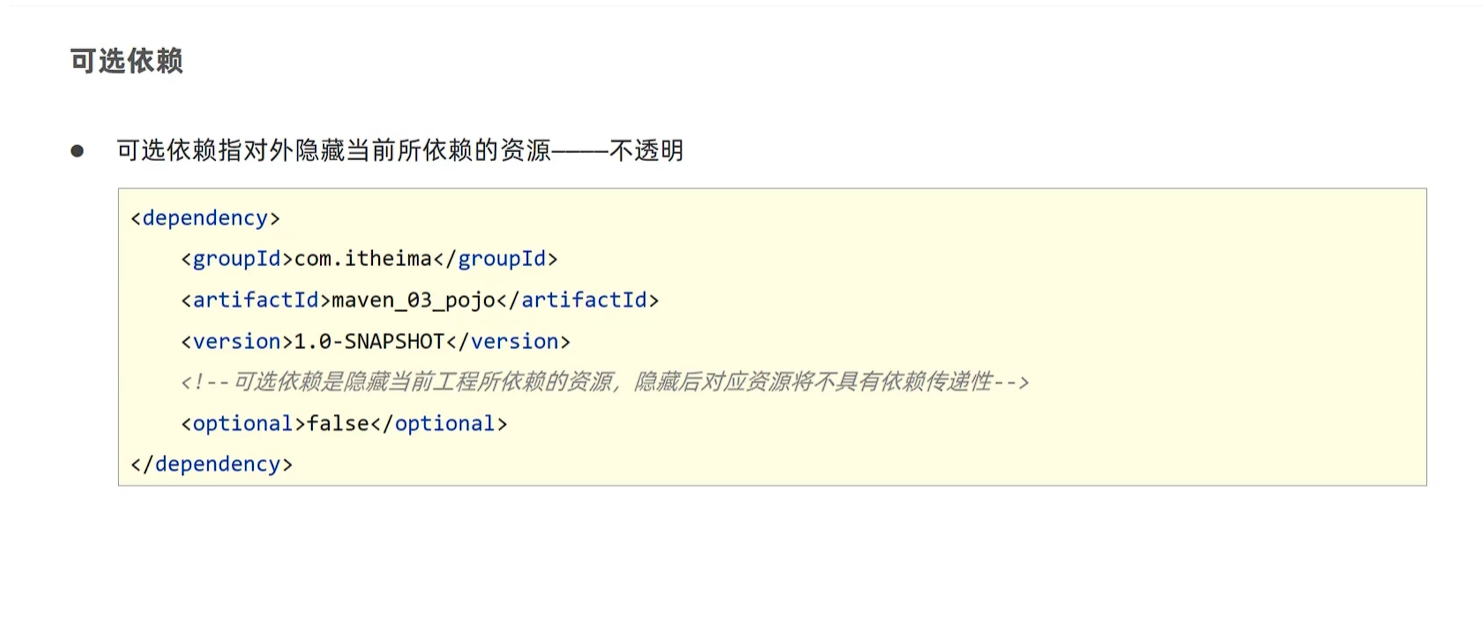 可选依赖
● 可选依赖指对外隐藏当前所依赖的资源————不透明
<dependency>
    <groupId>com.itheima</groupId>
    <artifactId>maven_03_pojo</artifactId>
    <version>1.0-SNAPSHOT</version>
    <!--可选依赖是隐藏当前工程所依赖的资源，隐藏后对应资源将不具有依赖传递性-->
    <optional>false</optional>
</dependency>